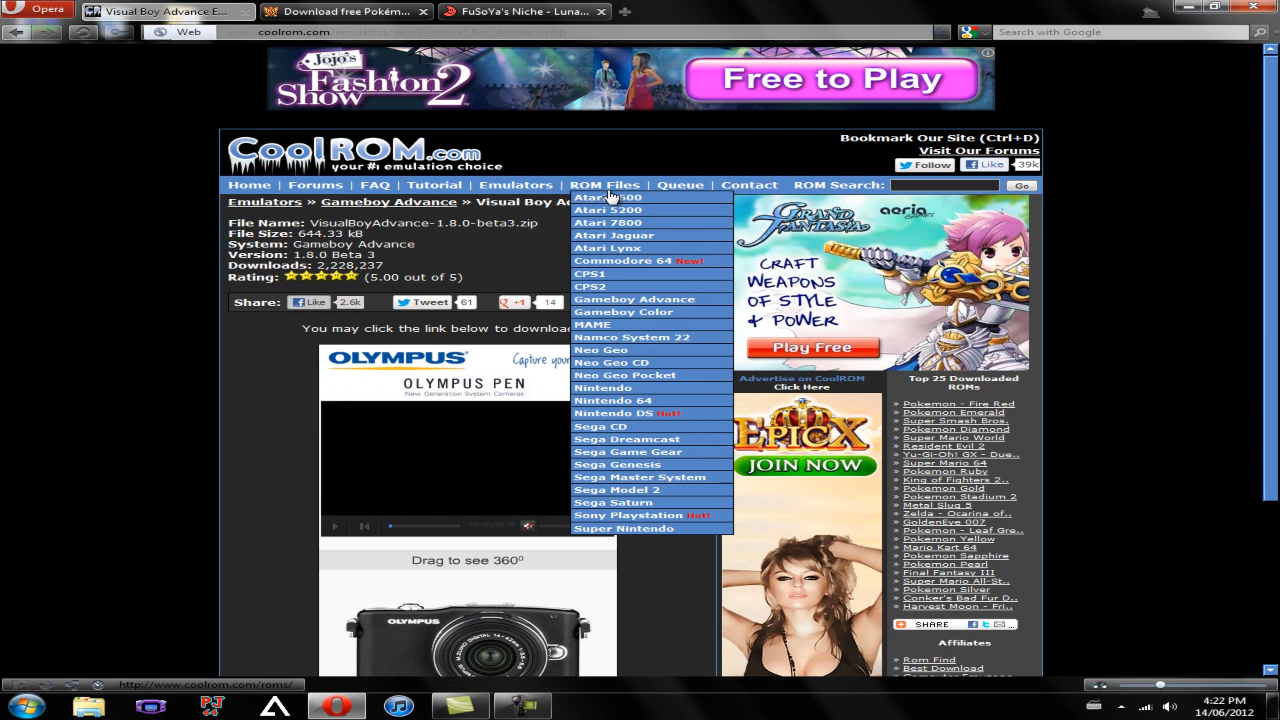 Opera
Visual Boy Advance E...
Download free Pokém...
FuSoYa's Niche - Luna...
Web
www.coolrom.com/emulators/gba/14/Visual_Boy_Advance.php
Search with Google
Jojo's
Fashion
Show 2
Free to Play
CoolROM.com
your #1 emulation choice
Bookmark Our Site (Ctrl+D)
Visit Our Forums
Follow
Like
39k
Home | Forums | FAQ | Tutorial | Emulators | ROM Files | Queue | Contact ROM Search:
Go
Emulators » Gameboy Advance » Visual Boy Ad
File Name: VisualBoyAdvance-1.8.0-beta3.zip
File Size: 644.33 kB
System: Gameboy Advance
Version: 1.8.0 Beta 3
Downloads: 2,228,237
Rating: (5.00 out of 5)
Share: Like 2.6k Tweet 61 +1 14
You may click the link below to downloa
OLYMPUS
Capture your
OLYMPUS PEN
New Generation System Cameras
Drag to see 360º
OLYMPUS
Atari 5200
Atari 7800
Atari Jaguar
Atari Lynx
Commodore 64 New!
CPS1
CPS2
Gameboy Advance
Gameboy Color
MAME
Namco System 22
Neo Geo
Neo Geo CD
Neo Geo Pocket
Nintendo
Nintendo 64
Nintendo DS Hot!
Sega CD
Sega Dreamcast
Sega Game Gear
Sega Genesis
Sega Master System
Sega Model 2
Sega Saturn
Sony Playstation Hot!
Super Nintendo
GRAND FANTASIA
aeria GAMES
CRAFT
WEAPONS
OF STYLE
& POWER
Play Free
Advertise on CoolROM
Click Here
EPICX
JOIN NOW
Top 25 Downloaded
ROMs
» Pokemon - Fire Red
» Pokemon Emerald
» Super Smash Bros.
» Pokemon Diamond
» Super Mario World
» Resident Evil 2
» Yu-Gi-Oh! GX - Due..
» Super Mario 64
» Pokemon Ruby
» King of Fighters 2..
» Pokemon Gold
» Pokemon Stadium 2
» Metal Slug 5
» Zelda - Ocarina of..
» GoldenEye 007
» Pokemon - Leaf Gre..
» Pokemon Yellow
» Mario Kart 64
» Pokemon Sapphire
» Pokemon Pearl
» Final Fantasy III
» Super Mario All-St..
» Pokemon Silver
» Conker's Bad Fur D..
» Harvest Moon - Fri..
SHARE
Affiliates
» Rom Find
» Best Download
http://www.coolrom.com/roms/
4:22 PM
14/06/2012